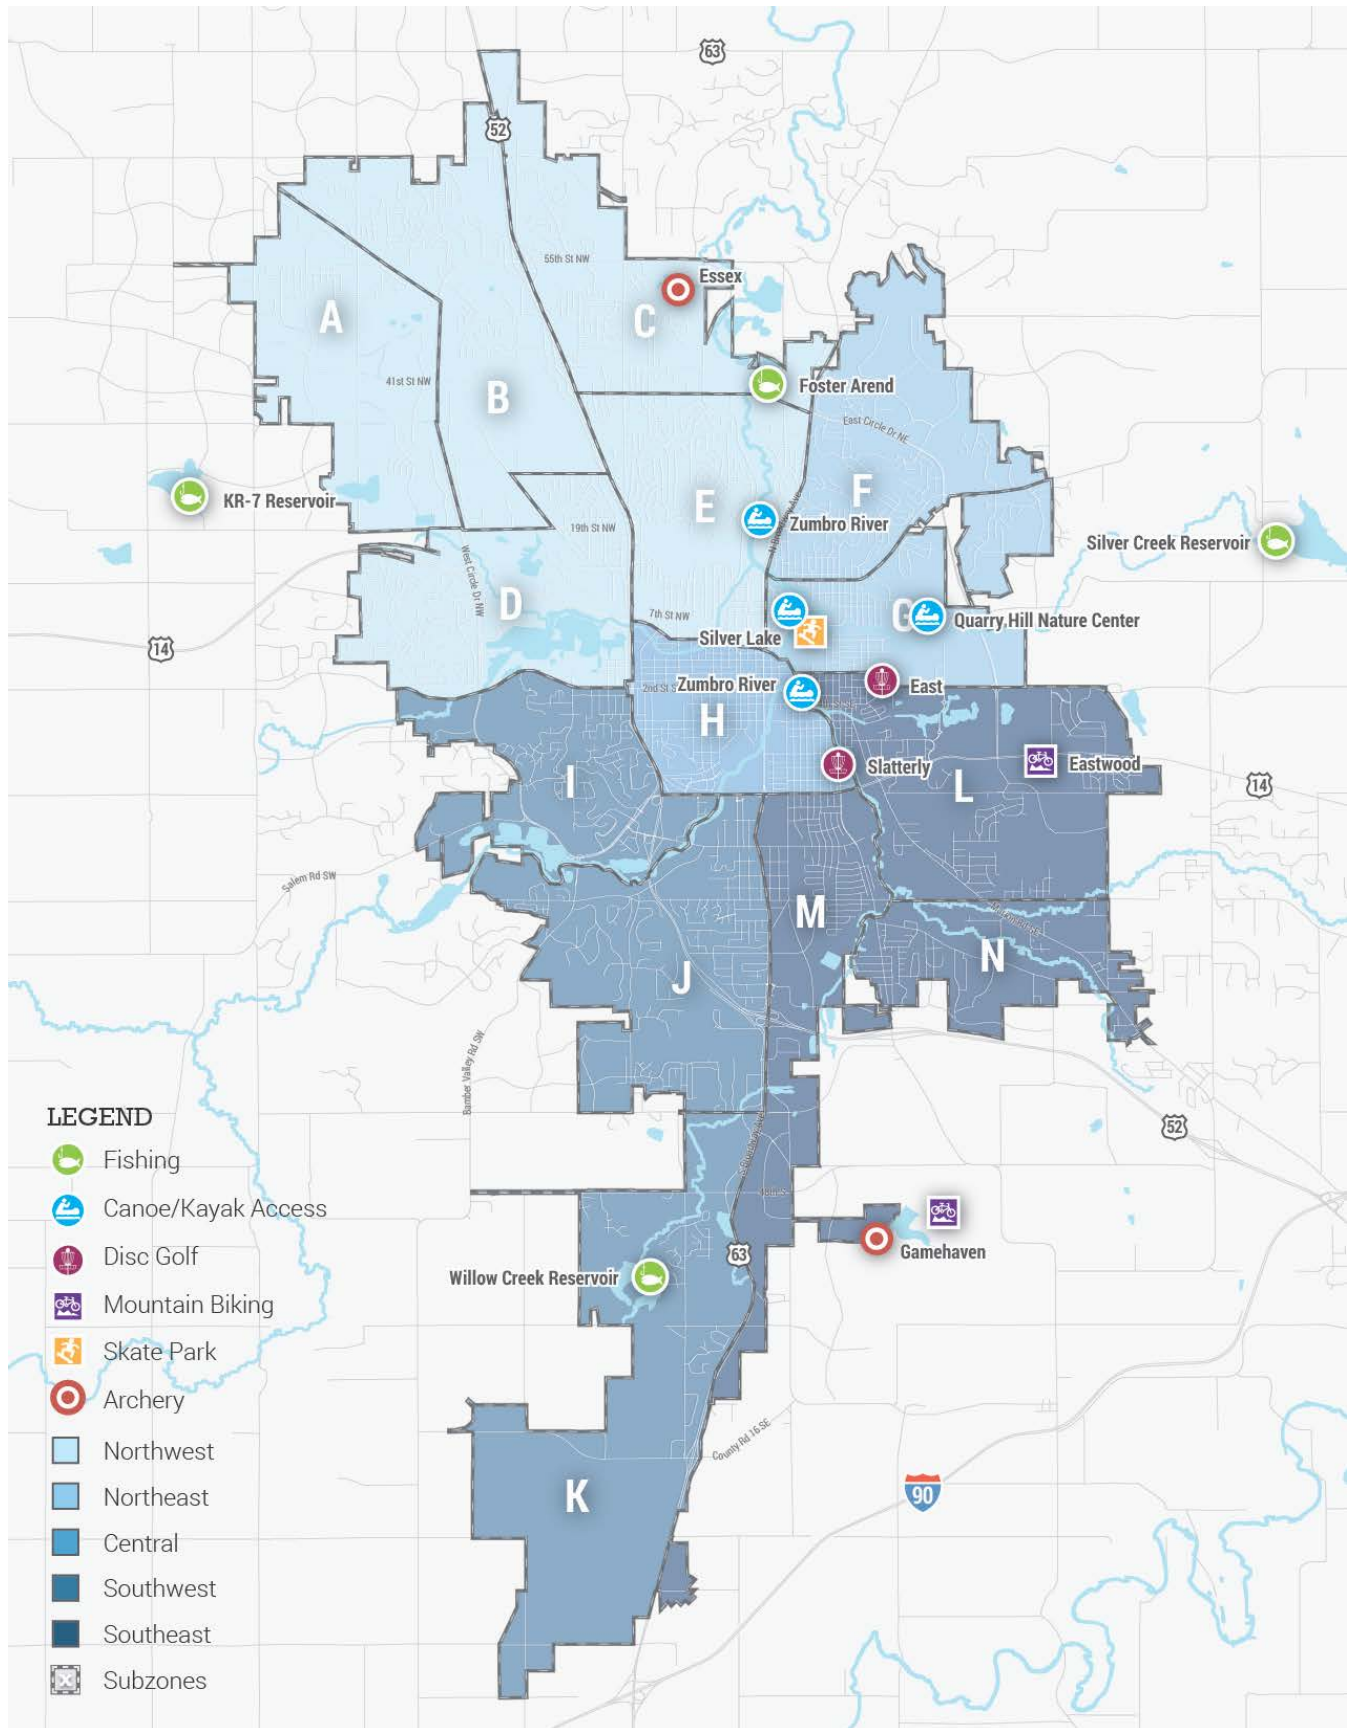 63
52
55th St NW
Essex
A
C
41st St NW
B
Foster Arend
East Circle Dr NE
KR-7 Reservoir
E
F
Zumbro River
N Broadway Ave
19th St NW
Silver Creek Reservoir
West Circle Dr NW
D
7th St NW
G
Quarry Hill Nature Center
14
Silver Lake
2nd St S
Zumbro River
East
H
Slatterly
Eastwood
I
L
14
Salem Rd SW
M
N
J
Bamber Valley Rd SW
52
63
Gamehaven
Willow Creek Reservoir
County Rd 16 SE
K
90
LEGEND
Fishing
Canoe/Kayak Access
Disc Golf
Mountain Biking
Skate Park
Archery
Northwest
Northeast
Central
Southwest
Southeast
X
Subzones